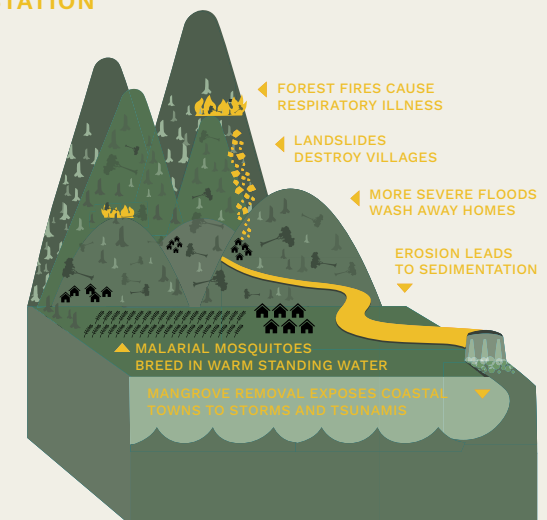 FOREST FIRES CAUSE
RESPIRATORY ILLNESS
LANDSLIDES
DESTROY VILLAGES
MORE SEVERE FLOODS
WASH AWAY HOMES
EROSION LEADS
TO SEDIMENTATION
MALARIAL MOSQUITOES
BREED IN WARM STANDING WATER
MANGROVE REMOVAL EXPOSES COASTAL
TOWNS TO STORMS AND TSUNAMIS